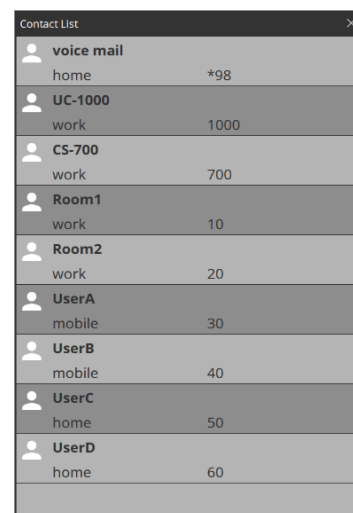 Contact List
voice mail
home *98
UC-1000
work 1000
CS-700
work 700
Room1
work 10
Room2
work 20
UserA
mobile 30
UserB
mobile 40
UserC
home 50
UserD
home 60